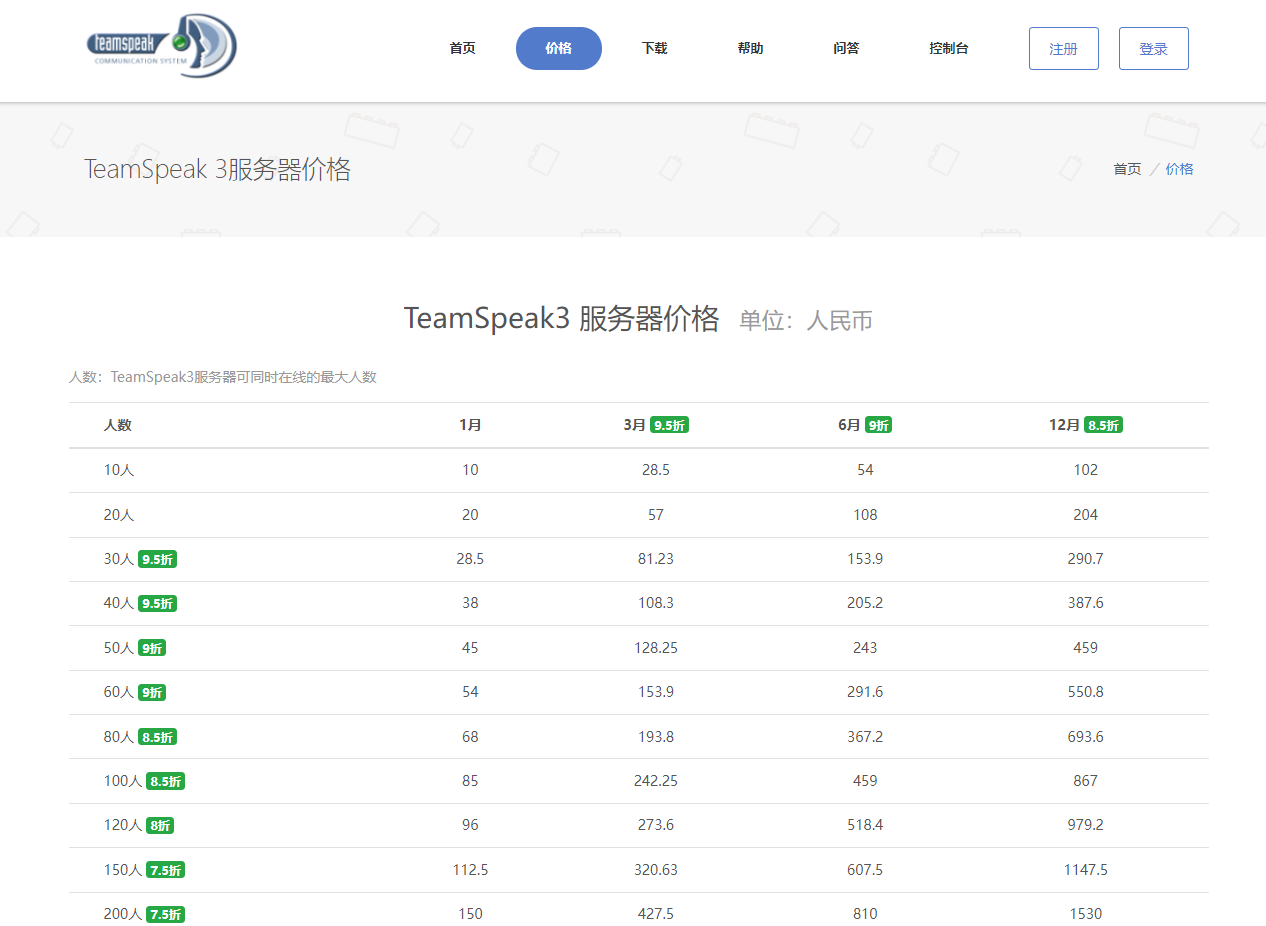 teamspeak
COMMUNICATION SYSTEM
首页 价格 下载 帮助 问答 控制台 注册 登录
TeamSpeak 3服务器价格
首页 / 价格
TeamSpeak3 服务器价格 单位：人民币
人数：TeamSpeak3服务器可同时在线的最大人数
人数 1月 3月 9.5折 6月 9折 12月 8.5折
10人 10 28.5 54 102
20人 20 57 108 204
30人 9.5折 28.5 81.23 153.9 290.7
40人 9.5折 38 108.3 205.2 387.6
50人 9折 45 128.25 243 459
60人 9折 54 153.9 291.6 550.8
80人 8.5折 68 193.8 367.2 693.6
100人 8.5折 85 242.25 459 867
120人 8折 96 273.6 518.4 979.2
150人 7.5折 112.5 320.63 607.5 1147.5
200人 7.5折 150 427.5 810 1530